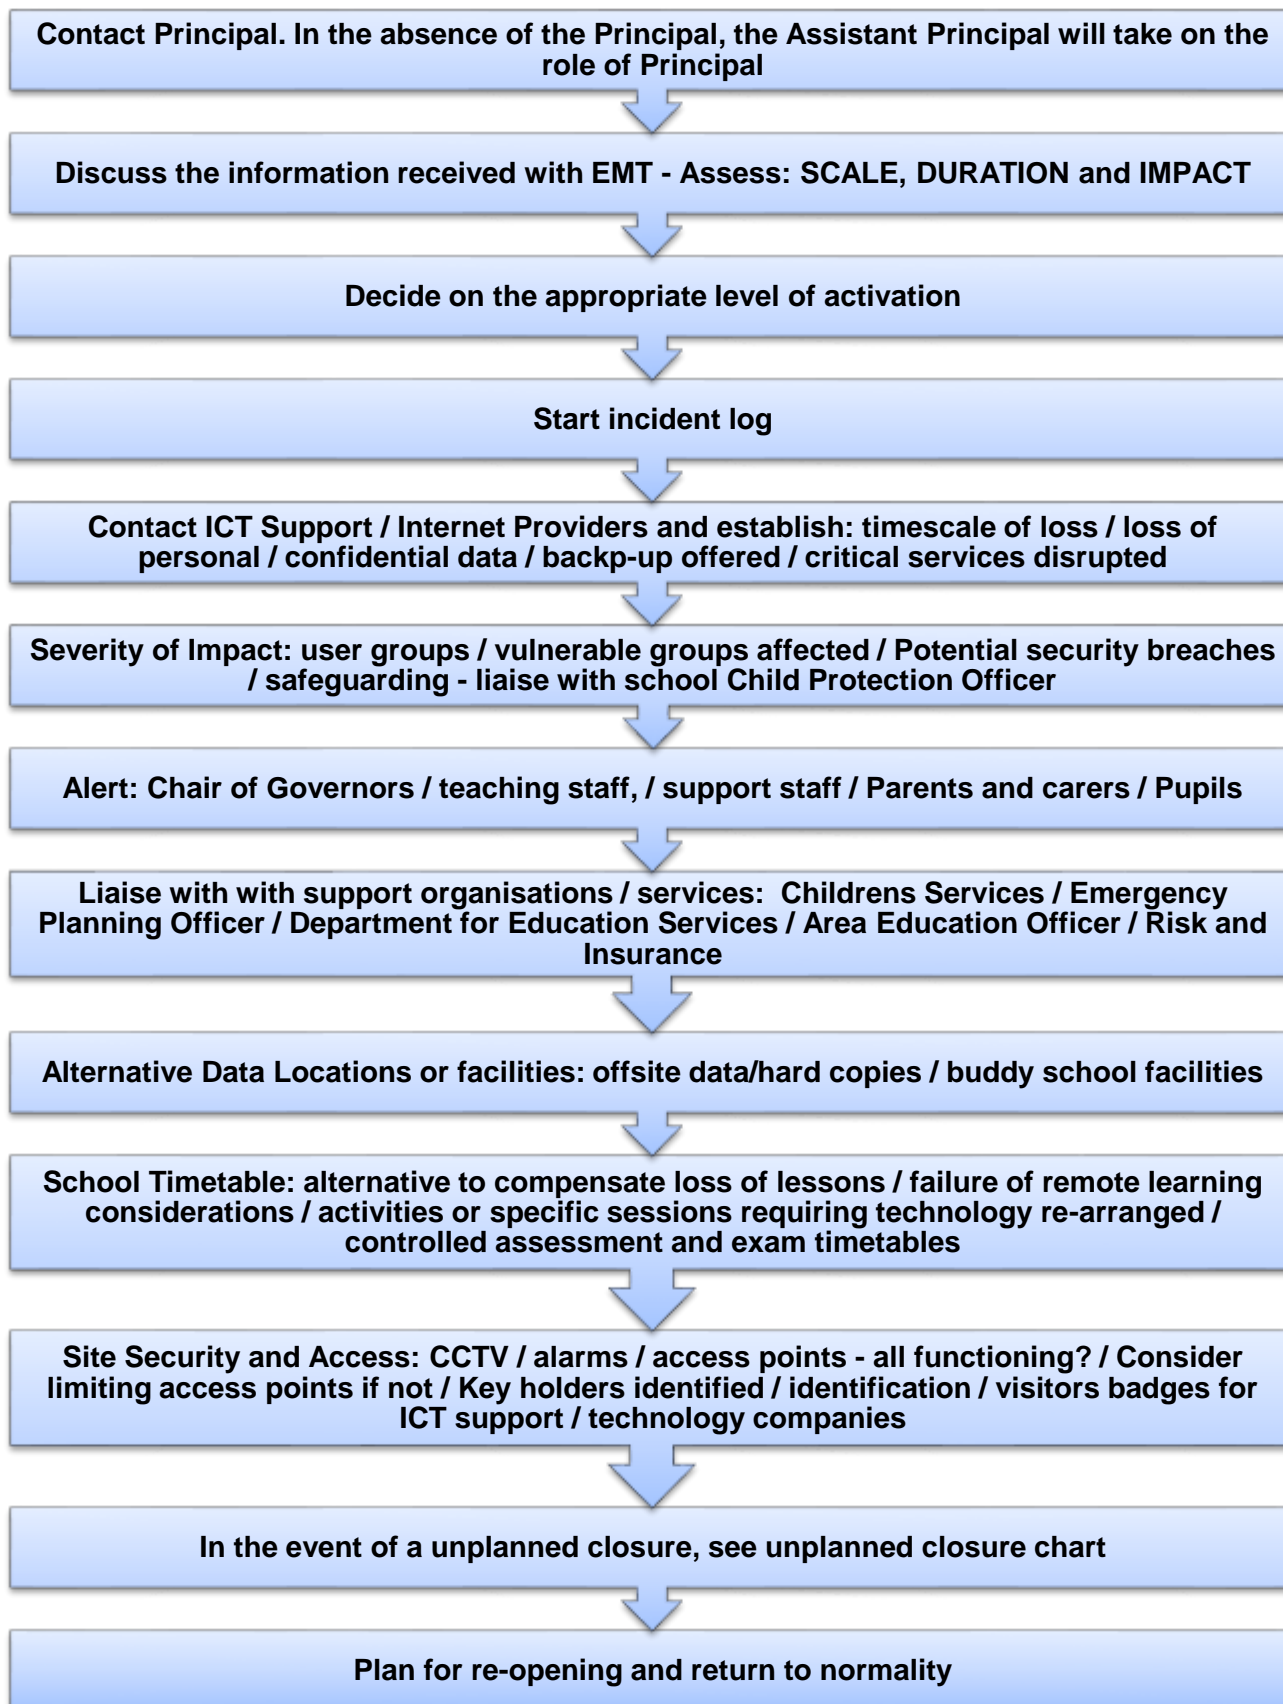 Contact Principal. In the absence of the Principal, the Assistant Principal will take on the
role of Principal
Discuss the information received with EMT - Assess: SCALE, DURATION and IMPACT
Decide on the appropriate level of activation
Start incident log
Contact ICT Support / Internet Providers and establish: timescale of loss / loss of
personal / confidential data / backp-up offered / critical services disrupted
Severity of Impact: user groups / vulnerable groups affected / Potential security breaches
/ safeguarding - liaise with school Child Protection Officer
Alert: Chair of Governors / teaching staff, / support staff / Parents and carers / Pupils
Liaise with with support organisations / services:  Childrens Services / Emergency
Planning Officer / Department for Education Services / Area Education Officer / Risk and
Insurance
Alternative Data Locations or facilities: offsite data/hard copies / buddy school facilities
School Timetable: alternative to compensate loss of lessons / failure of remote learning
considerations / activities or specific sessions requiring technology re-arranged /
controlled assessment and exam timetables
Site Security and Access: CCTV / alarms / access points - all functioning? / Consider
limiting access points if not / Key holders identified / identification / visitors badges for
ICT support / technology companies
In the event of a unplanned closure, see unplanned closure chart
Plan for re-opening and return to normality